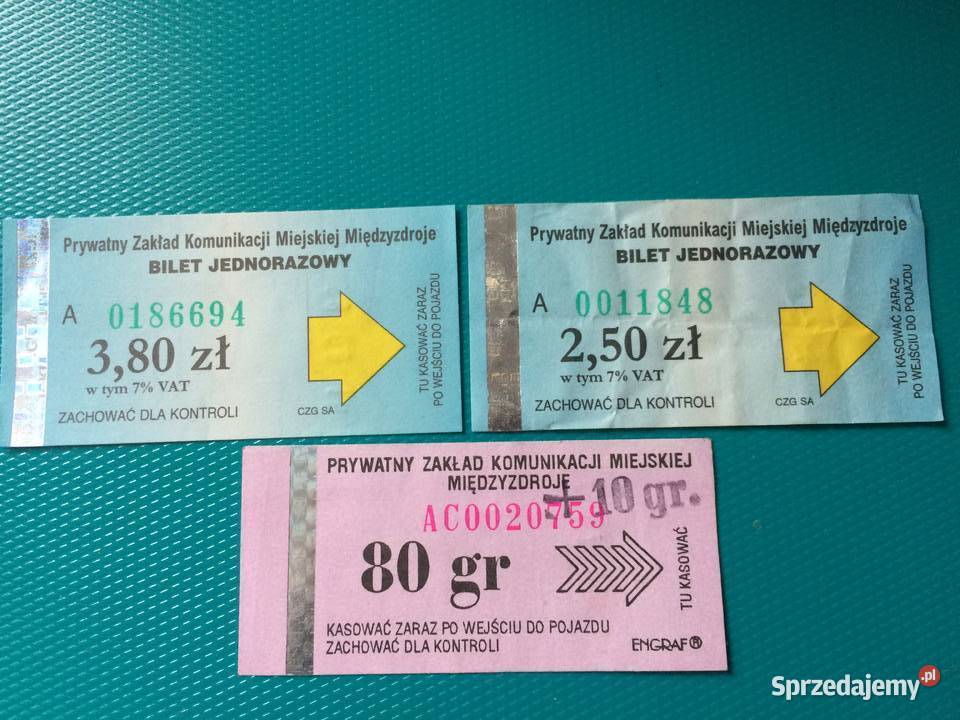 Prywatny Zakład Komunikacji Miejskiej Międzyzdroje
BILET JEDNORAZOWY
A 0186694
3,80 zł
w tym 7% VAT
ZACHOWAĆ DLA KONTROLI
CZG SA
TU KASOWAĆ ZARAZ
PO WEJŚCIU DO POJAZDU
Prywatny Zakład Komunikacji Miejskiej Międzyzdroje
BILET JEDNORAZOWY
A 0011848
2,50 zł
w tym 7% VAT
ZACHOWAĆ DLA KONTROLI
CZG SA
TU KASOWAĆ ZARAZ
PO WEJŚCIU DO POJAZDU
PRYWATNY ZAKŁAD KOMUNIKACJI MIEJSKIEJ
MIĘDZYZDROJE
+ 10 gr.
AC0020759
80 gr
TU KASOWAĆ
KASOWAĆ ZARAZ PO WEJŚCIU DO POJAZDU
ZACHOWAĆ DLA KONTROLI
ENGRAF®
Sprzedajemy.pl